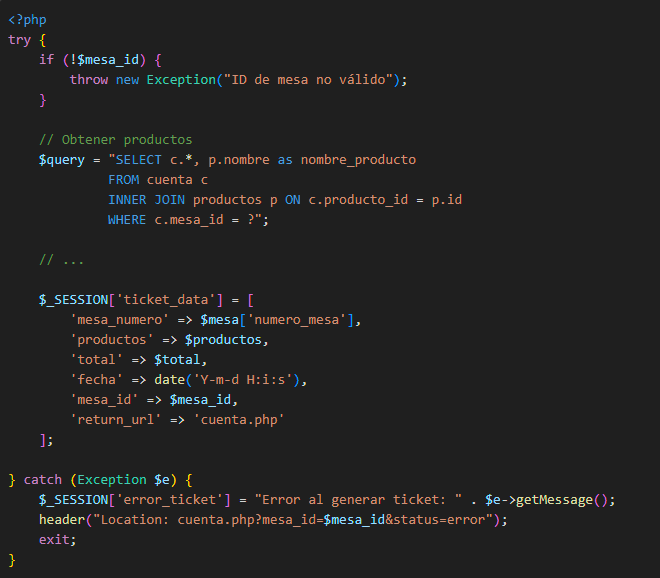 <?php
try {
    if (!$mesa_id) {
        throw new Exception("ID de mesa no válido");
    }

    // Obtener productos
    $query = "SELECT c.*, p.nombre as nombre_producto
             FROM cuenta c
             INNER JOIN productos p ON c.producto_id = p.id
             WHERE c.mesa_id = ?";

    // ...

    $_SESSION['ticket_data'] = [
        'mesa_numero' => $mesa['numero_mesa'],
        'productos' => $productos,
        'total' => $total,
        'fecha' => date('Y-m-d H:i:s'),
        'mesa_id' => $mesa_id,
        'return_url' => 'cuenta.php'
    ];

} catch (Exception $e) {
    $_SESSION['error_ticket'] = "Error al generar ticket: " . $e->getMessage();
    header("Location: cuenta.php?mesa_id=$mesa_id&status=error");
    exit;
}